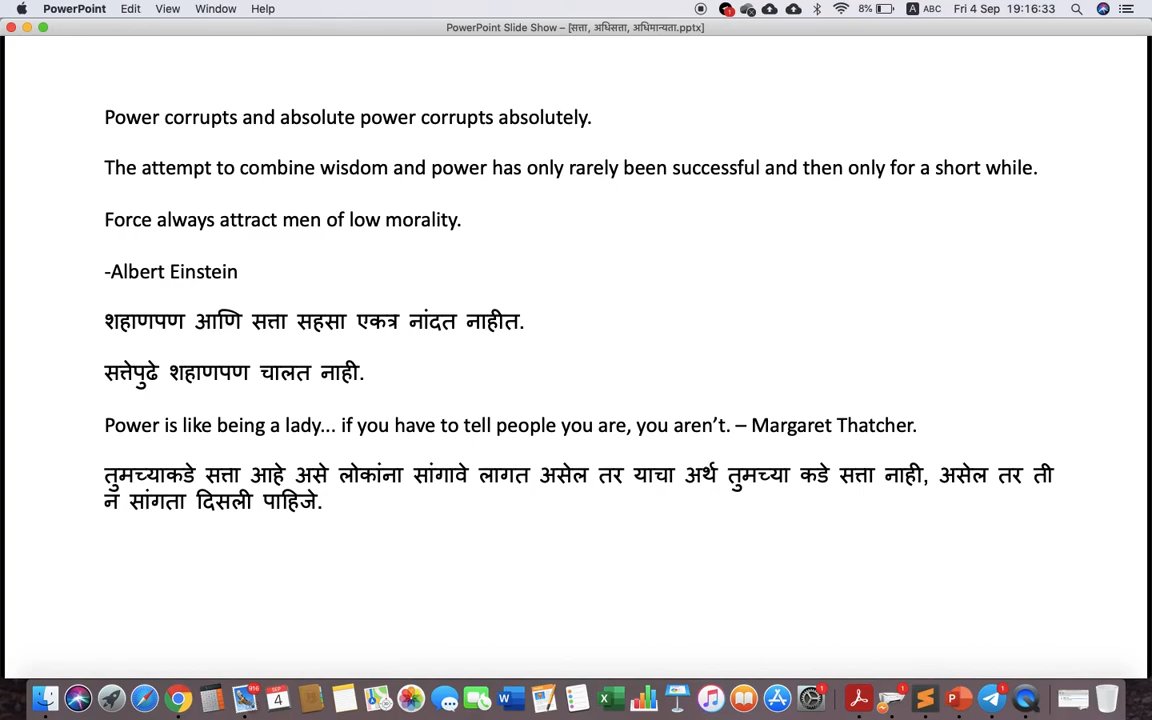 PowerPoint Edit View Window Help 8% A ABC Fri 4 Sep 19:16:33
PowerPoint Slide Show – [सत्ता, अधिसत्ता, अधिमान्यता.pptx]
Power corrupts and absolute power corrupts absolutely.
The attempt to combine wisdom and power has only rarely been successful and then only for a short while.
Force always attract men of low morality.
-Albert Einstein
शहाणपण आणि सत्ता सहसा एकत्र नांदत नाहीत.
सत्तेपुढे शहाणपण चालत नाही.
Power is like being a lady... if you have to tell people you are, you aren’t. – Margaret Thatcher.
तुमच्याकडे सत्ता आहे असे लोकांना सांगावे लागत असेल तर याचा अर्थ तुमच्या कडे सत्ता नाही, असेल तर ती
न सांगता दिसली पाहिजे.